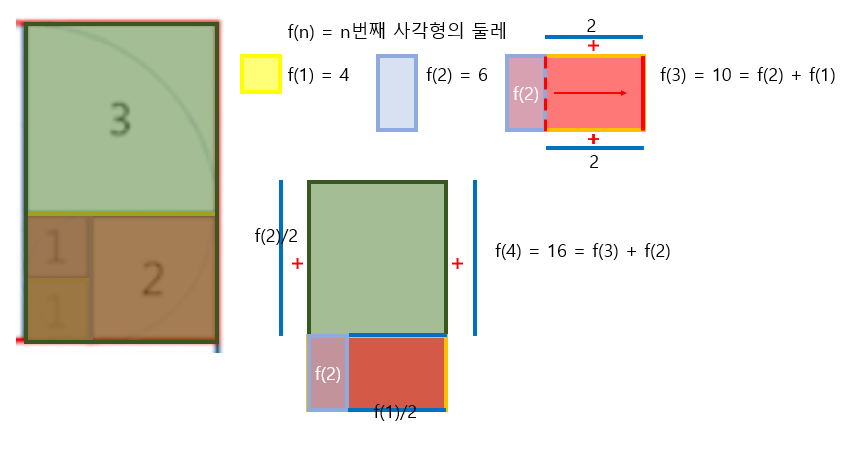 f(n) = n번째 사각형의 둘레
f(1) = 4
f(2) = 6
2
+
f(2)
f(3) = 10 = f(2) + f(1)
+
2
3
1
2
1
f(2)/2
+
+
f(4) = 16 = f(3) + f(2)
f(2)
f(1)/2